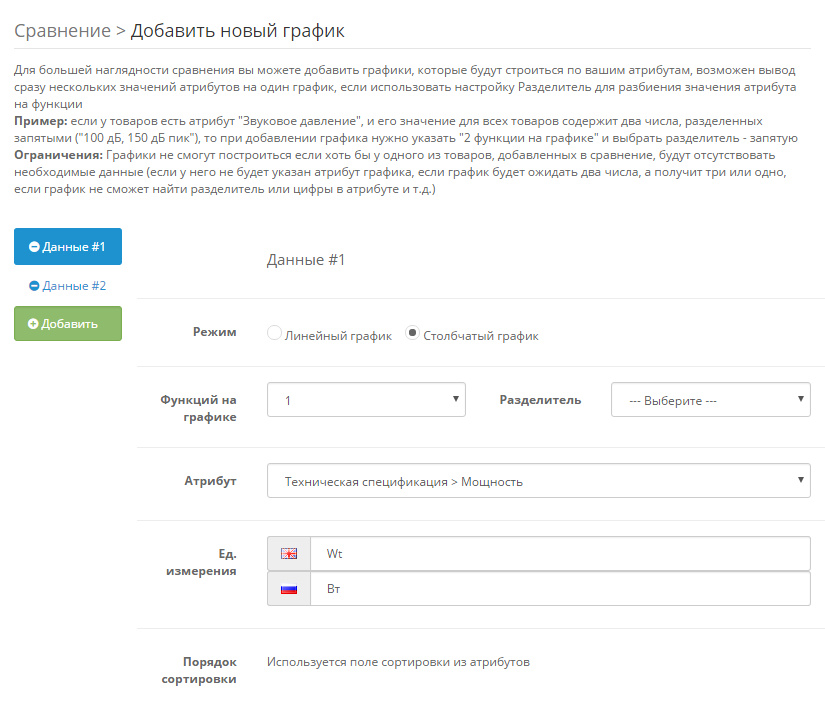 Сравнение > Добавить новый график
Для большей наглядности сравнения вы можете добавить графики, которые будут строиться по вашим атрибутам, возможен вывод
сразу нескольких значений атрибутов на один график, если использовать настройку Разделитель для разбиения значения атрибута
на функции
Пример: если у товаров есть атрибут "Звуковое давление", и его значение для всех товаров содержит два числа, разделенных
запятыми ("100 дБ, 150 дБ пик"), то при добавлении графика нужно указать "2 функции на графике" и выбрать разделитель - запятую
Ограничения: Графики не смогут построиться если хоть бы у одного из товаров, добавленных в сравнение, будут отсутствовать
необходимые данные (если у него не будет указан атрибут графика, если график будет ожидать два числа, а получит три или одно,
если график не сможет найти разделитель или цифры в атрибуте и т.д.)
Данные #1
Данные #2
Добавить
Данные #1
Режим
Линейный график Столбчатый график
Функций на
графике
1
Разделитель
--- Выберите ---
Атрибут
Техническая спецификация > Мощность
Ед.
измерения
Wt
Вт
Порядок
сортировки
Используется поле сортировки из атрибутов